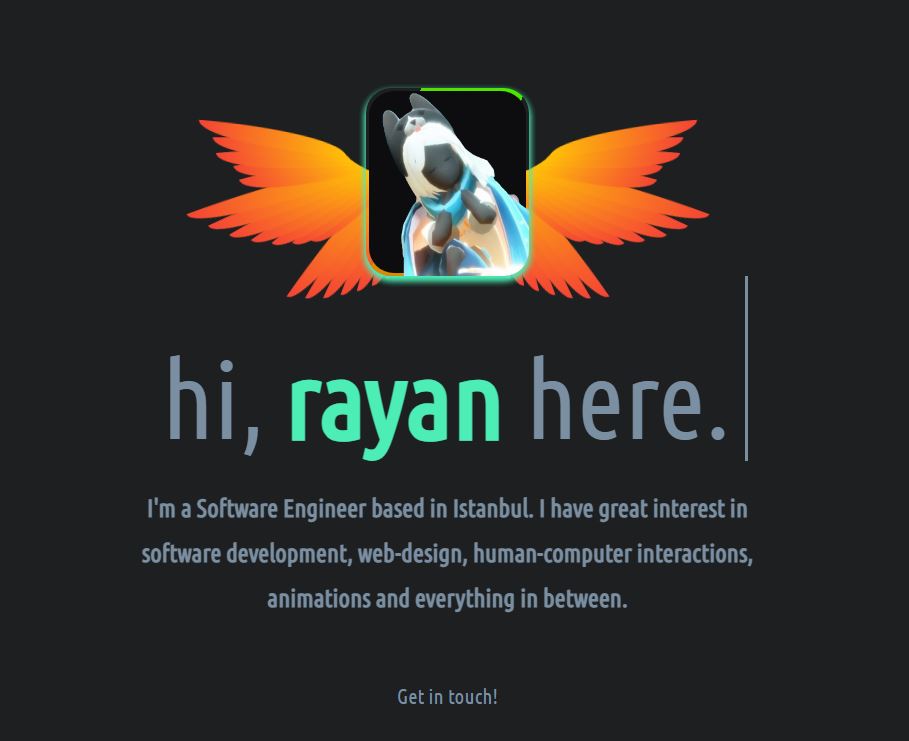 hi, rayan here.
I'm a Software Engineer based in Istanbul. I have great interest in
software development, web-design, human-computer interactions,
animations and everything in between.
Get in touch!